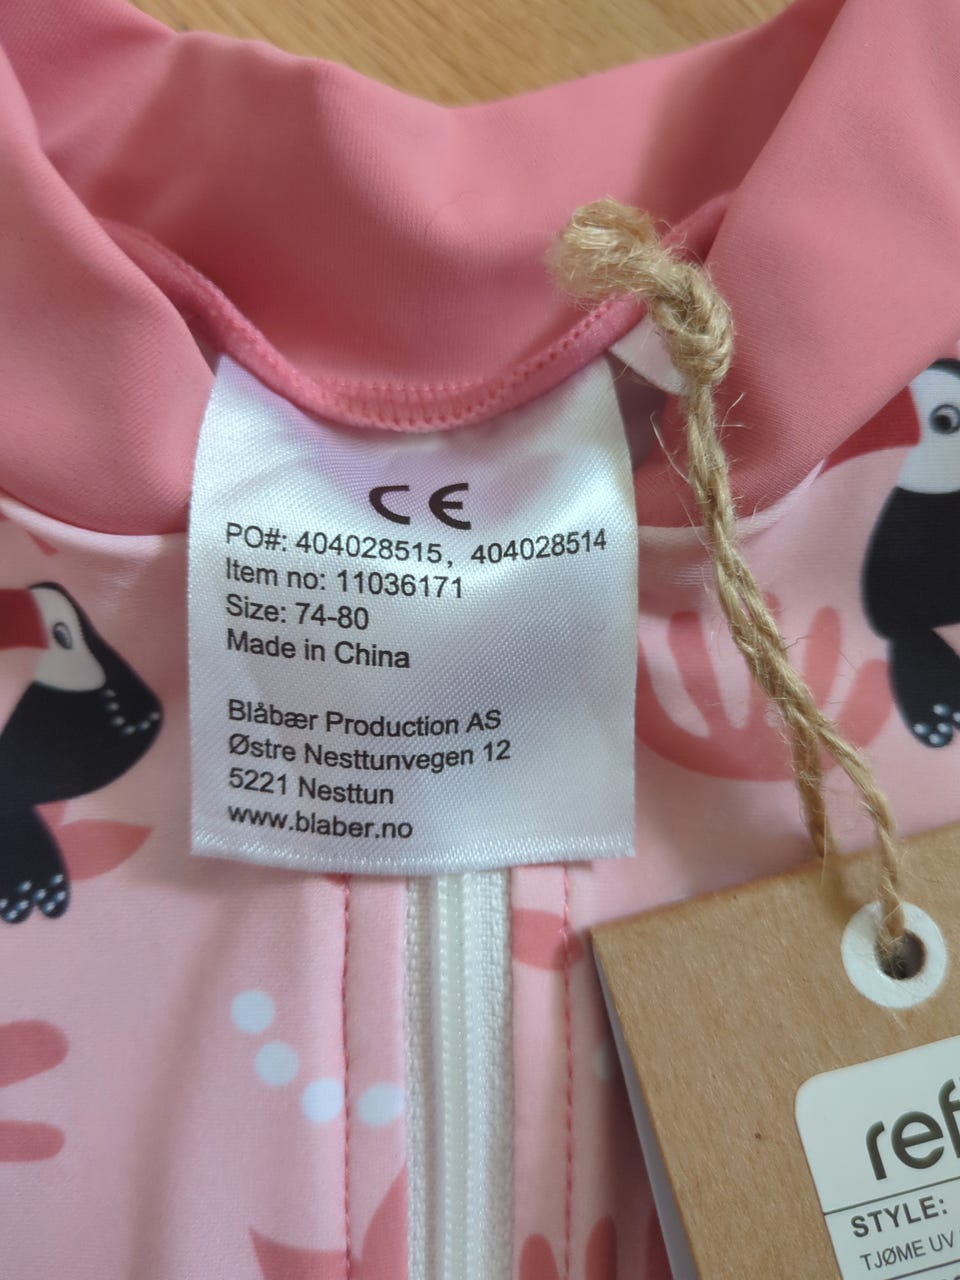 CE
PO#: 404028515, 404028514
Item no: 11036171
Size: 74-80
Made in China
Blåbær Production AS
Østre Nesttunvegen 12
5221 Nesttun
www.blaber.no
STYLE:
TJØME UV